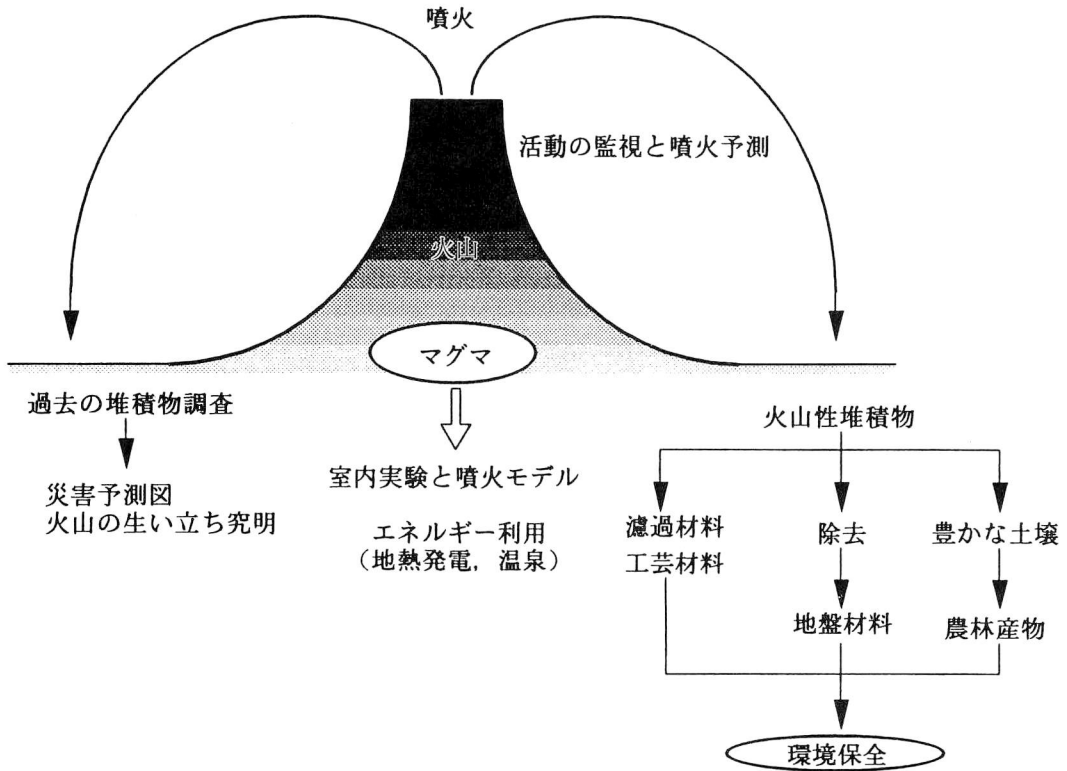 噴火
活動の監視と噴火予測
火山
マグマ
過去の堆積物調査
災害予測図
火山の生い立ち究明
室内実験と噴火モデル
エネルギー利用
（地熱発電，温泉）
火山性堆積物
濾過材料
工芸材料
除去
地盤材料
豊かな土壌
農林産物
環境保全